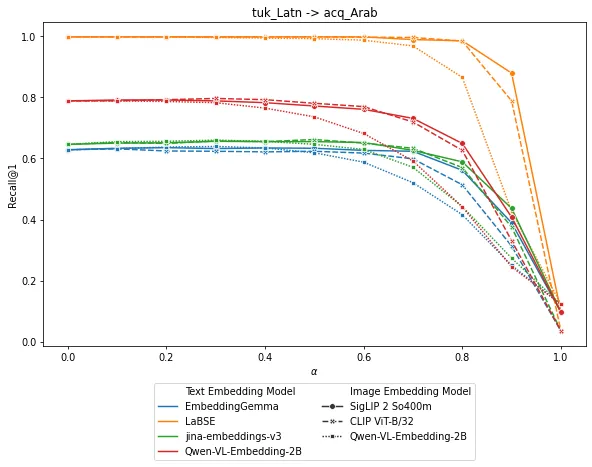 tuk_Latn -> acq_Arab
1.0
0.8
0.6
0.4
0.2
0.0
Recall@1
0.0 0.2 0.4 0.6 0.8 1.0
α
Text Embedding Model
EmbeddingGemma
LaBSE
jina-embeddings-v3
Qwen-VL-Embedding-2B
Image Embedding Model
SigLIP 2 So400m
CLIP ViT-B/32
Qwen-VL-Embedding-2B